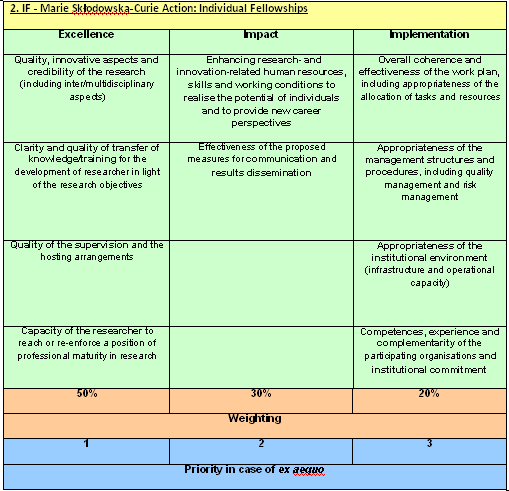 2. IF - Marie Skłodowska-Curie Action: Individual Fellowships
Excellence
Impact
Implementation
Quality, innovative aspects and
credibility of the research
(including inter/multidisciplinary
aspects)
Enhancing research- and
innovation-related human resources,
skills and working conditions to
realise the potential of individuals
and to provide new career
perspectives
Overall coherence and
effectiveness of the work plan,
including appropriateness of the
allocation of tasks and resources
Clarity and quality of transfer of
knowledge/training for the
development of researcher in light
of the research objectives
Effectiveness of the proposed
measures for communication and
results dissemination
Appropriateness of the
management structures and
procedures, including quality
management and risk
management
Quality of the supervision and the
hosting arrangements
Appropriateness of the
institutional environment
(infrastructure and operational
capacity)
Capacity of the researcher to
reach or re-enforce a position of
professional maturity in research
Competences, experience and
complementarity of the
participating organisations and
institutional commitment
50%
30%
20%
Weighting
1
2
3
Priority in case of ex aequo